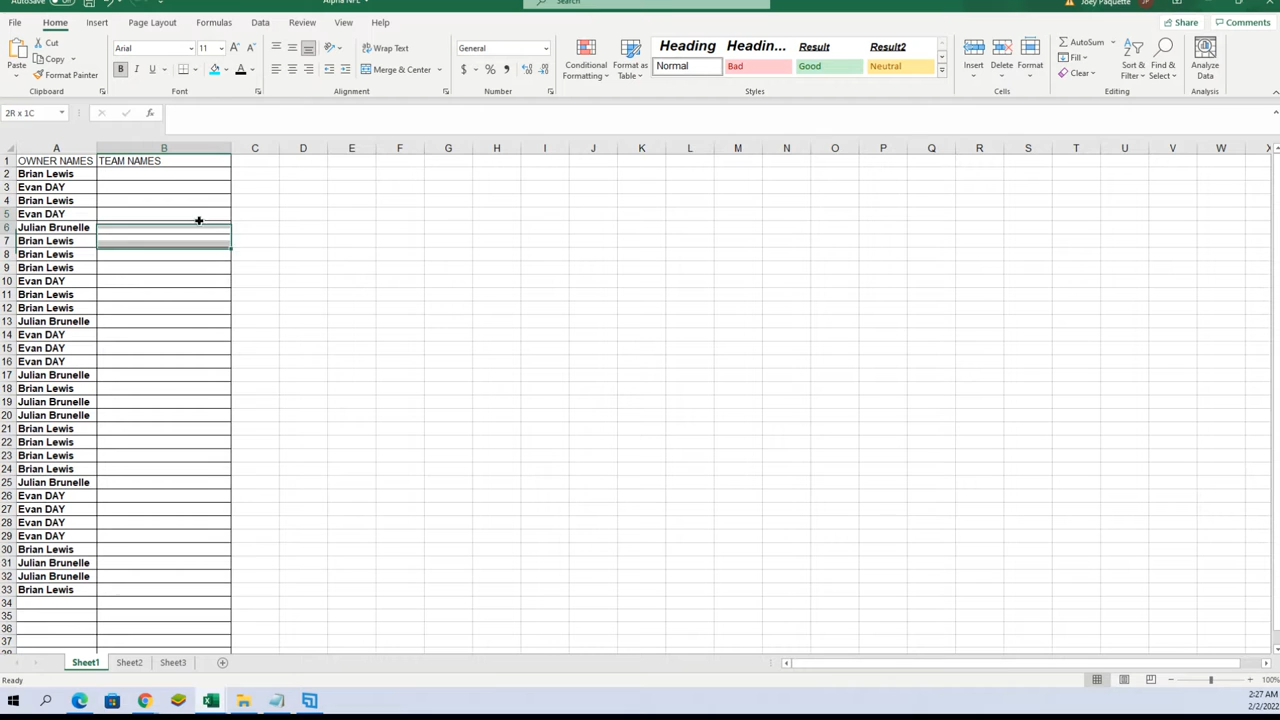 AutoSave Off Alpha NFL Search Joey Paquette JP
File Home Insert Page Layout Formulas Data Review View Help Share Comments
Cut Arial 11 Wrap Text General Heading Headin... Result Result2 AutoSum
Copy Fill
Paste Format Painter B I U Merge & Center $ % Normal Bad Good Neutral Clear
Conditional Formatting Format as Table Insert Delete Format Sort & Filter Find & Select Analyze Data
Clipboard Font Alignment Number Styles Cells Editing Analysis
2R x 1C fx
A B C D E F G H I J K L M N O P Q R S T U V W X
1 OWNER NAMES TEAM NAMES
2 Brian Lewis
3 Evan DAY
4 Brian Lewis
5 Evan DAY
6 Julian Brunelle
7 Brian Lewis
8 Brian Lewis
9 Brian Lewis
10 Evan DAY
11 Brian Lewis
12 Brian Lewis
13 Julian Brunelle
14 Evan DAY
15 Evan DAY
16 Evan DAY
17 Julian Brunelle
18 Brian Lewis
19 Julian Brunelle
20 Julian Brunelle
21 Brian Lewis
22 Brian Lewis
23 Brian Lewis
24 Brian Lewis
25 Julian Brunelle
26 Evan DAY
27 Evan DAY
28 Evan DAY
29 Evan DAY
30 Brian Lewis
31 Julian Brunelle
32 Julian Brunelle
33 Brian Lewis
34
35
36
37
38
Sheet1 Sheet2 Sheet3
Ready 100%
2:27 AM
2/2/2022